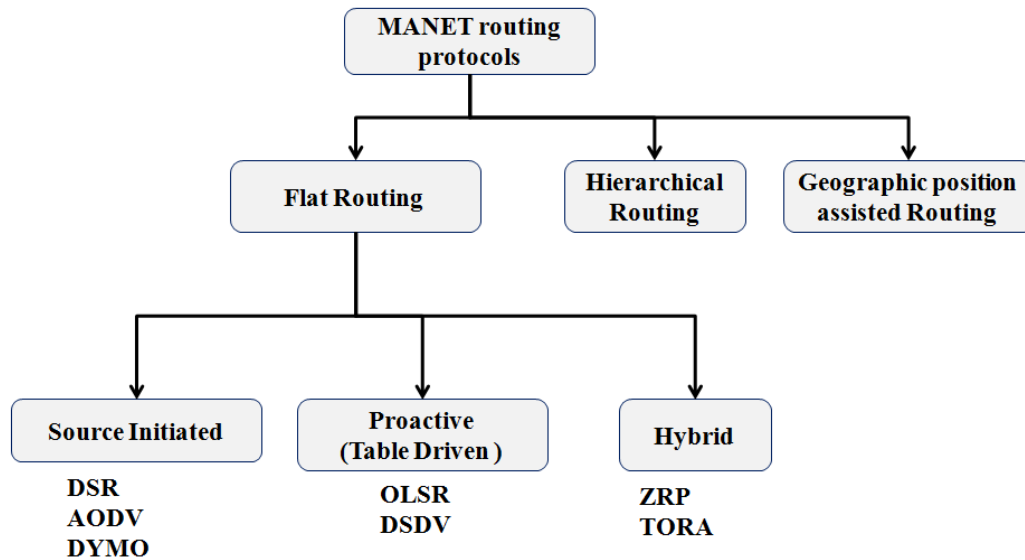 MANET routing
protocols
Flat Routing
Hierarchical
Routing
Geographic position
assisted Routing
Source Initiated
Proactive
(Table Driven )
Hybrid
DSR
AODV
DYMO
OLSR
DSDV
ZRP
TORA